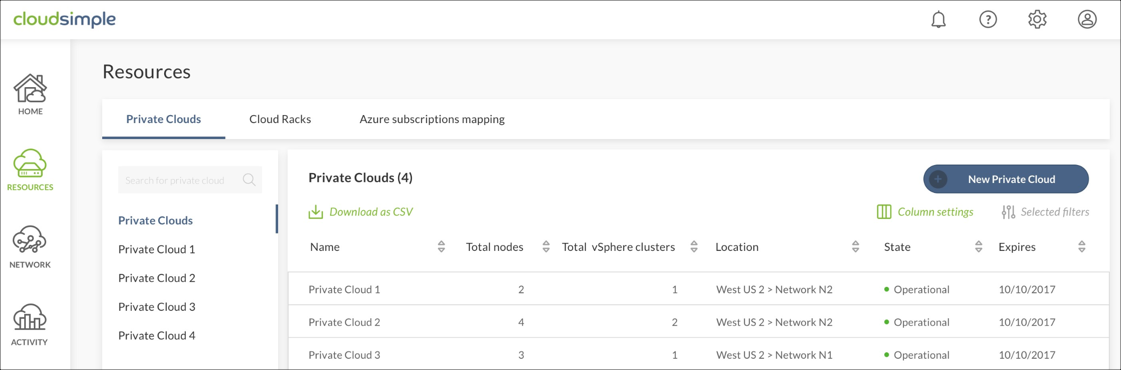 cloudsimple
HOME
RESOURCES
NETWORK
ACTIVITY
Resources
Private Clouds Cloud Racks Azure subscriptions mapping
Search for private cloud
Private Clouds
Private Cloud 1
Private Cloud 2
Private Cloud 3
Private Cloud 4
Private Clouds (4)
+ New Private Cloud
Download as CSV
Column settings Selected filters
Name Total nodes Total vSphere clusters Location State Expires
Private Cloud 1 2 1 West US 2 > Network N2 Operational 10/10/2017
Private Cloud 2 4 2 West US 2 > Network N2 Operational 10/10/2017
Private Cloud 3 3 1 West US 2 > Network N1 Operational 10/10/2017